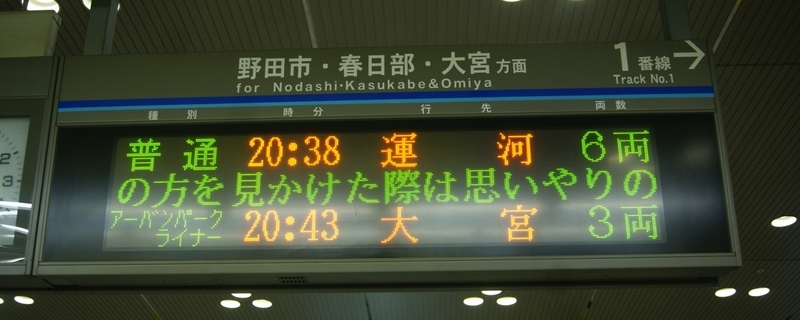 野田市・春日部・大宮方面 1番線→
for Nodashi・Kasukabe&Omiya Track No.1
種別 時分 行先 両数
普通 20:38 運河 6両
の方を見かけた際は思いやりの
アーバンパークライナー 20:43 大宮 3両
2
3